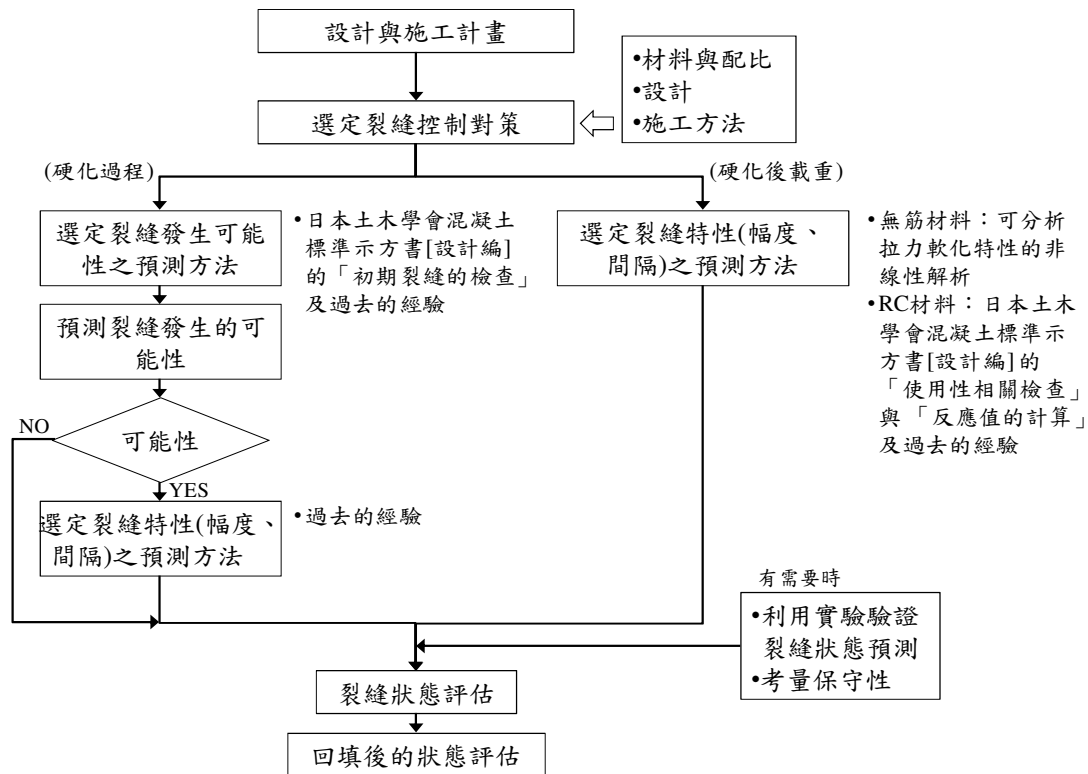 設計與施工計畫
•材料與配比
•設計
•施工方法
選定裂縫控制對策
(硬化過程)
(硬化後載重)
選定裂縫發生可能
性之預測方法
•日本土木學會混凝土
標準示方書[設計編]
的「初期裂縫的檢查」
及過去的經驗
選定裂縫特性(幅度、
間隔)之預測方法
•無筋材料：可分析
拉力軟化特性的非
線性解析
•RC材料：日本土木
學會混凝土標準示
方書[設計編]的
「使用性相關檢查」
與「反應值的計算」
及過去的經驗
預測裂縫發生的可
能性
NO
可能性
YES
選定裂縫特性(幅度、
間隔)之預測方法
•過去的經驗
有需要時
•利用實驗驗證
裂縫狀態預測
•考量保守性
裂縫狀態評估
回填後的狀態評估